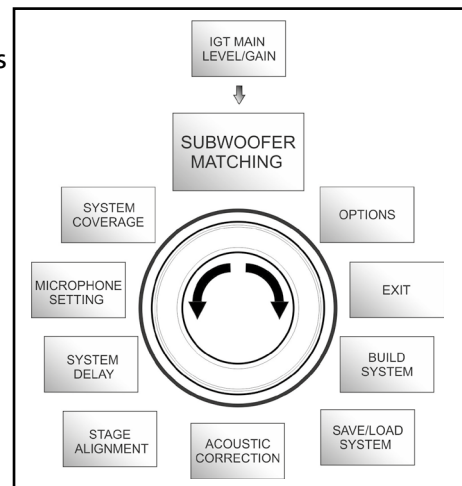 S
IGT MAIN
LEVEL/GAIN
SUBWOOFER
MATCHING
SYSTEM
COVERAGE
OPTIONS
MICROPHONE
SETTING
EXIT
SYSTEM
DELAY
BUILD
SYSTEM
STAGE
ALIGNMENT
ACOUSTIC
CORRECTION
SAVE/LOAD
SYSTEM